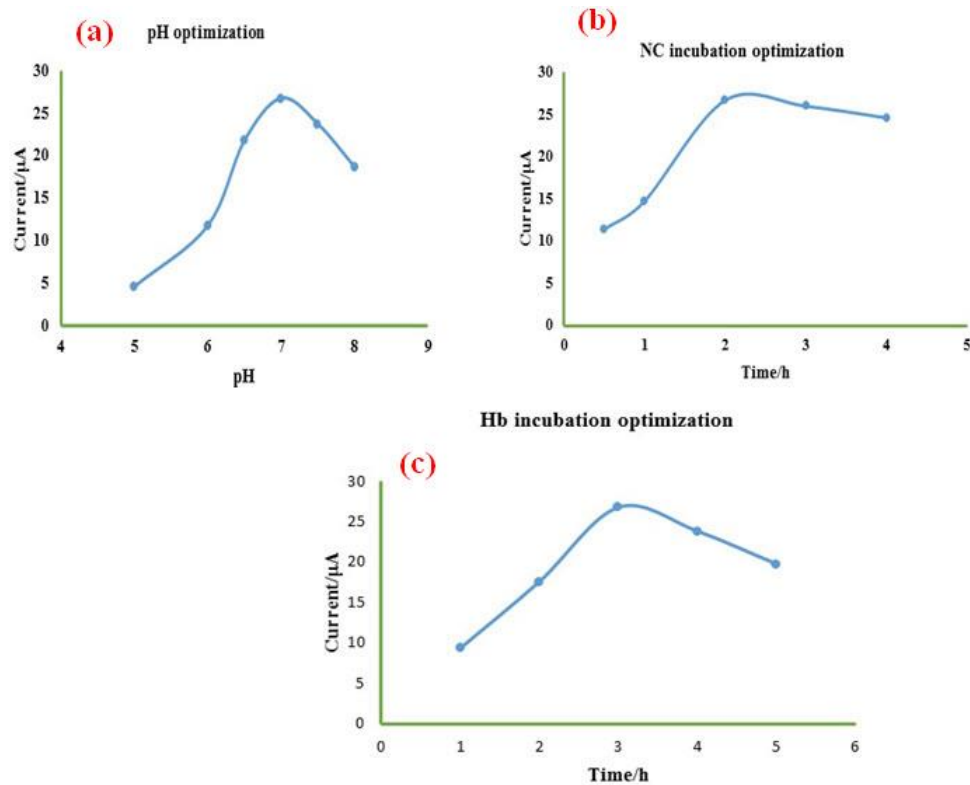 (a)
pH optimization
30
25
20
15
10
5
0
Current/µA
4 5 6 7 8 9
pH
(b)
NC incubation optimization
30
25
20
15
10
5
0
Current/µA
0 1 2 3 4 5
Time/h
Hb incubation optimization
(c)
30
25
20
15
10
5
0
Current/µA
0 1 2 3 4 5 6
Time/h